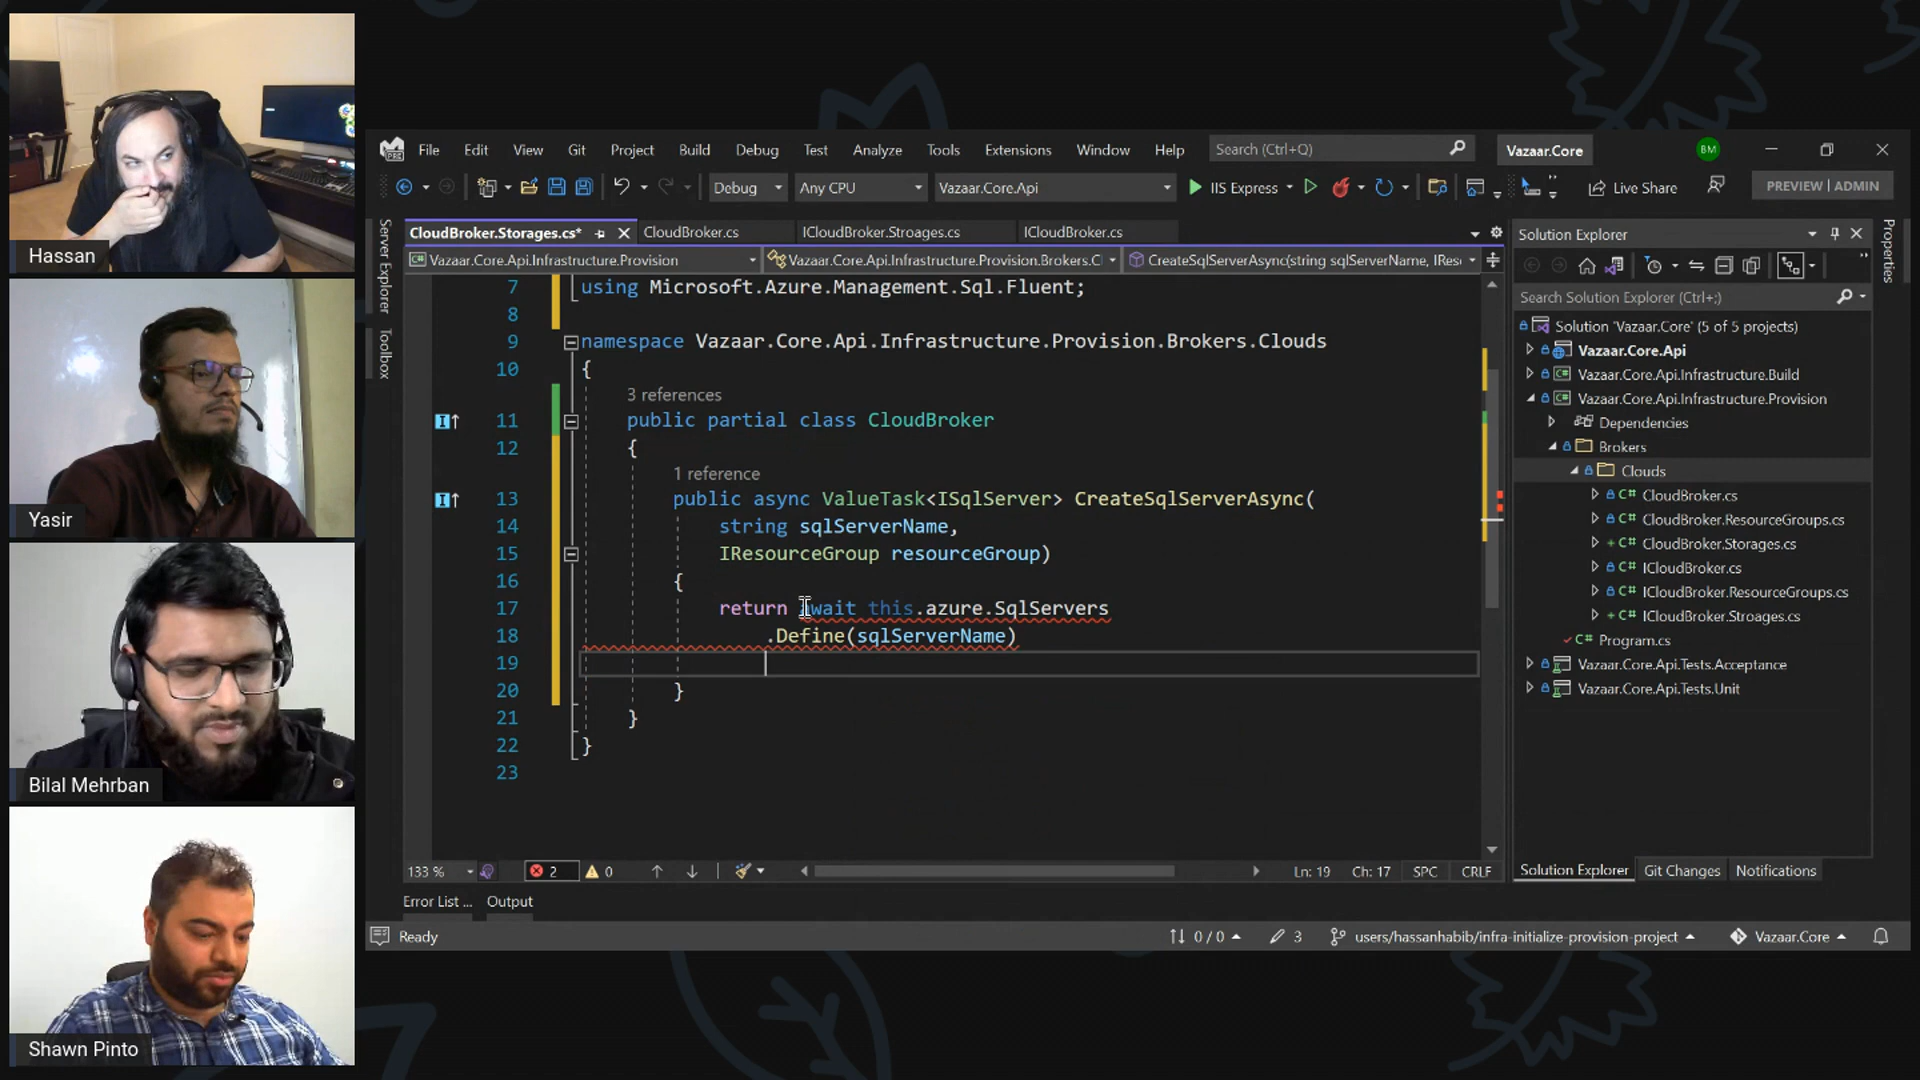 Hassan
Yasir
Bilal Mehrban
Shawn Pinto
PRE
File Edit View Git Project Build Debug Test Analyze Tools Extensions Window Help
Search (Ctrl+Q)
Vazaar.Core
BM
Debug
Any CPU
Vazaar.Core.Api
IIS Express
Live Share
PREVIEW | ADMIN
Server Explorer
Toolbox
CloudBroker.Storages.cs*
CloudBroker.cs
ICloudBroker.Stroages.cs
ICloudBroker.cs
Vazaar.Core.Api.Infrastructure.Provision
Vazaar.Core.Api.Infrastructure.Provision.Brokers.Cl
CreateSqlServerAsync(string sqlServerName, IResc
7 using Microsoft.Azure.Management.Sql.Fluent;
8
9 namespace Vazaar.Core.Api.Infrastructure.Provision.Brokers.Clouds
10 {
3 references
11 public partial class CloudBroker
12 {
1 reference
13 public async ValueTask<ISqlServer> CreateSqlServerAsync(
14 string sqlServerName,
15 IResourceGroup resourceGroup)
16 {
17 return await this.azure.SqlServers
18 .Define(sqlServerName)
19
20 }
21 }
22 }
23
133 %
2
0
Ln: 19
Ch: 17
SPC
CRLF
Error List ...
Output
Solution Explorer
Search Solution Explorer (Ctrl+;)
Solution 'Vazaar.Core' (5 of 5 projects)
Vazaar.Core.Api
Vazaar.Core.Api.Infrastructure.Build
Vazaar.Core.Api.Infrastructure.Provision
Dependencies
Brokers
Clouds
C# CloudBroker.cs
C# CloudBroker.ResourceGroups.cs
+ C# CloudBroker.Storages.cs
C# ICloudBroker.cs
C# ICloudBroker.ResourceGroups.cs
C# ICloudBroker.Stroages.cs
C# Program.cs
Vazaar.Core.Api.Tests.Acceptance
Vazaar.Core.Api.Tests.Unit
Solution Explorer
Git Changes
Notifications
Properties
Ready
0 / 0
3
users/hassanhabib/infra-initialize-provision-project
Vazaar.Core